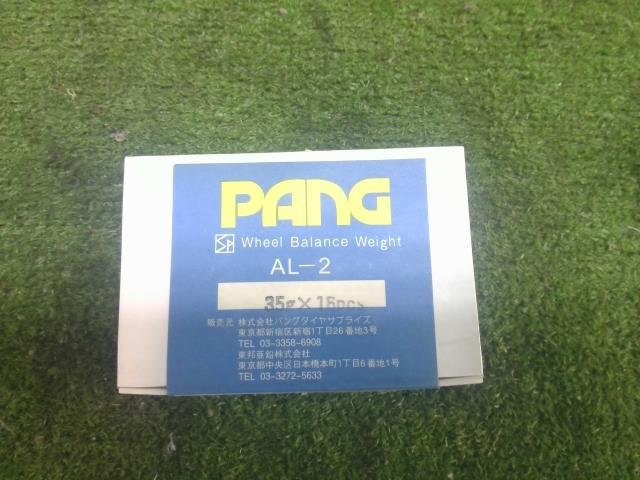 PANG
SP Wheel Balance Weight
AL-2
35g×16pcs
販売元 株式会社パングタイヤサプライズ
東京都新宿区新宿1丁目26番地3号
TEL 03-3358-6908
東邦亜鉛株式会社
東京都中央区日本橋本町1丁目6番地1号
TEL 03-3272-5633